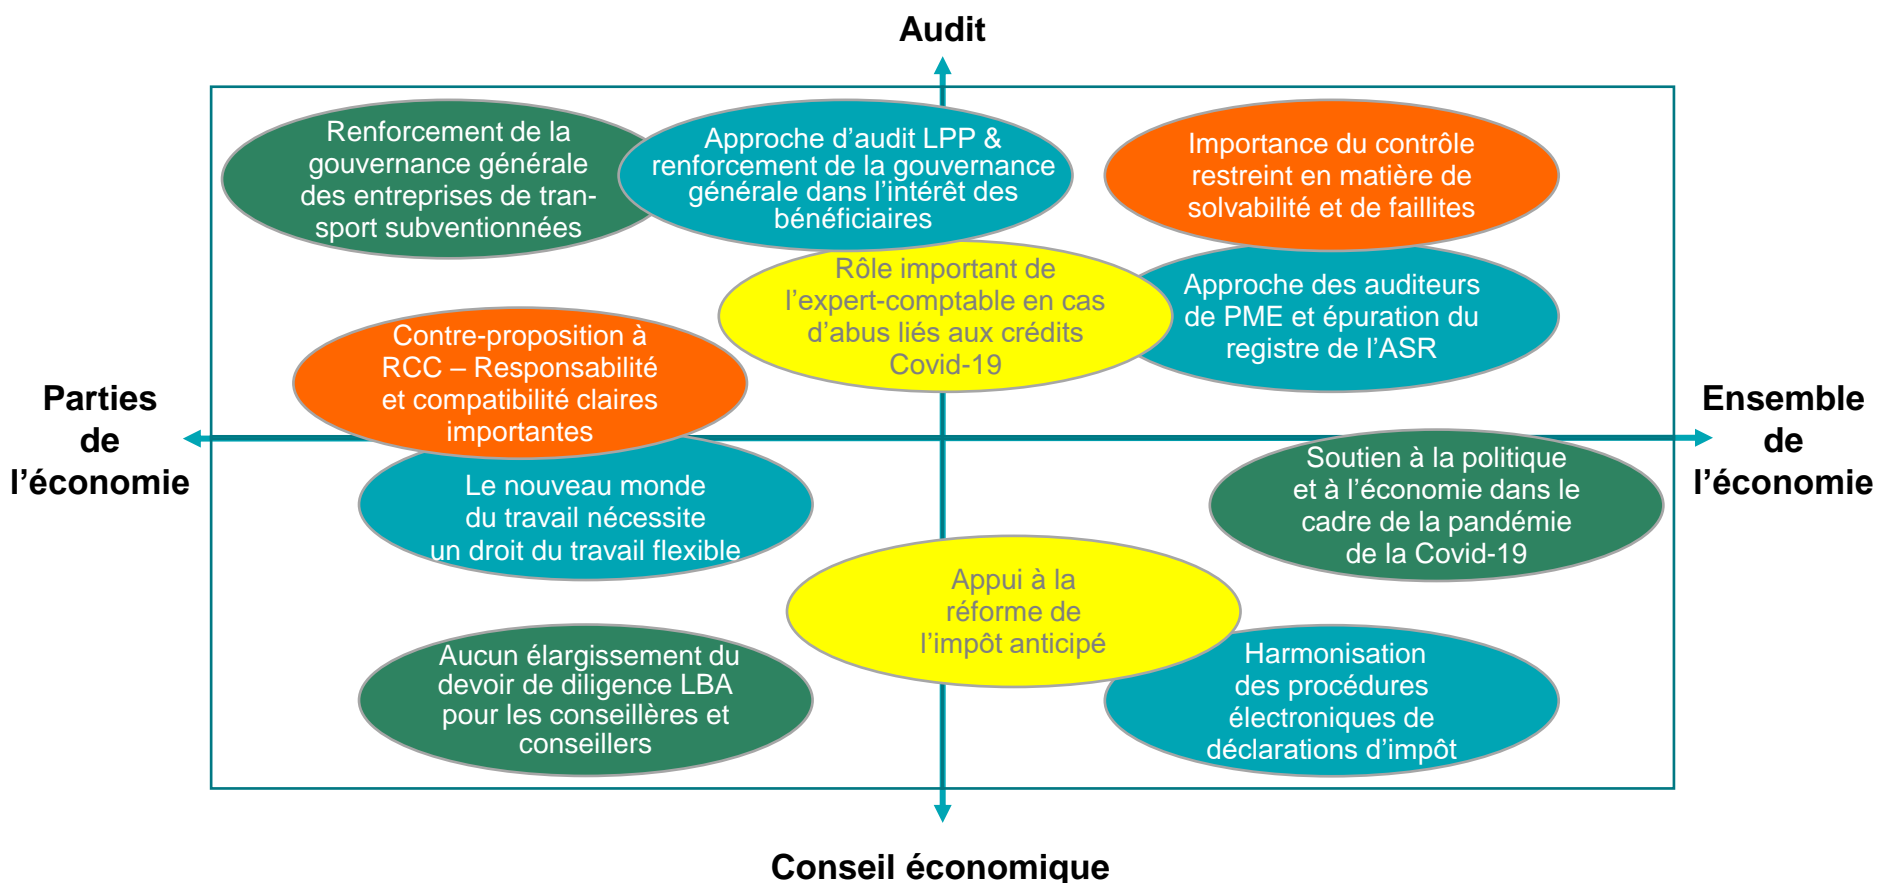 Audit
Renforcement de la
gouvernance générale
des entreprises de tran-
sport subventionnées
Approche d’audit LPP &
renforcement de la gouvernance
générale dans l’intérêt des
bénéficiaires
Importance du contrôle
restreint en matière de
solvabilité et de faillites
Rôle important de
l’expert-comptable en cas
d’abus liés aux crédits
Covid-19
Approche des auditeurs
de PME et épuration du
registre de l’ASR
Contre-proposition à
RCC – Responsabilité
et compatibilité claires
importantes
Parties
de
l’économie
Ensemble
de
l’économie
Le nouveau monde
du travail nécessite
un droit du travail flexible
Soutien à la politique
et à l’économie dans le
cadre de la pandémie
de la Covid-19
Appui à la
réforme de
l’impôt anticipé
Aucun élargissement du
devoir de diligence LBA
pour les conseillères et
conseillers
Harmonisation
des procédures
électroniques de
déclarations d’impôt
Conseil économique